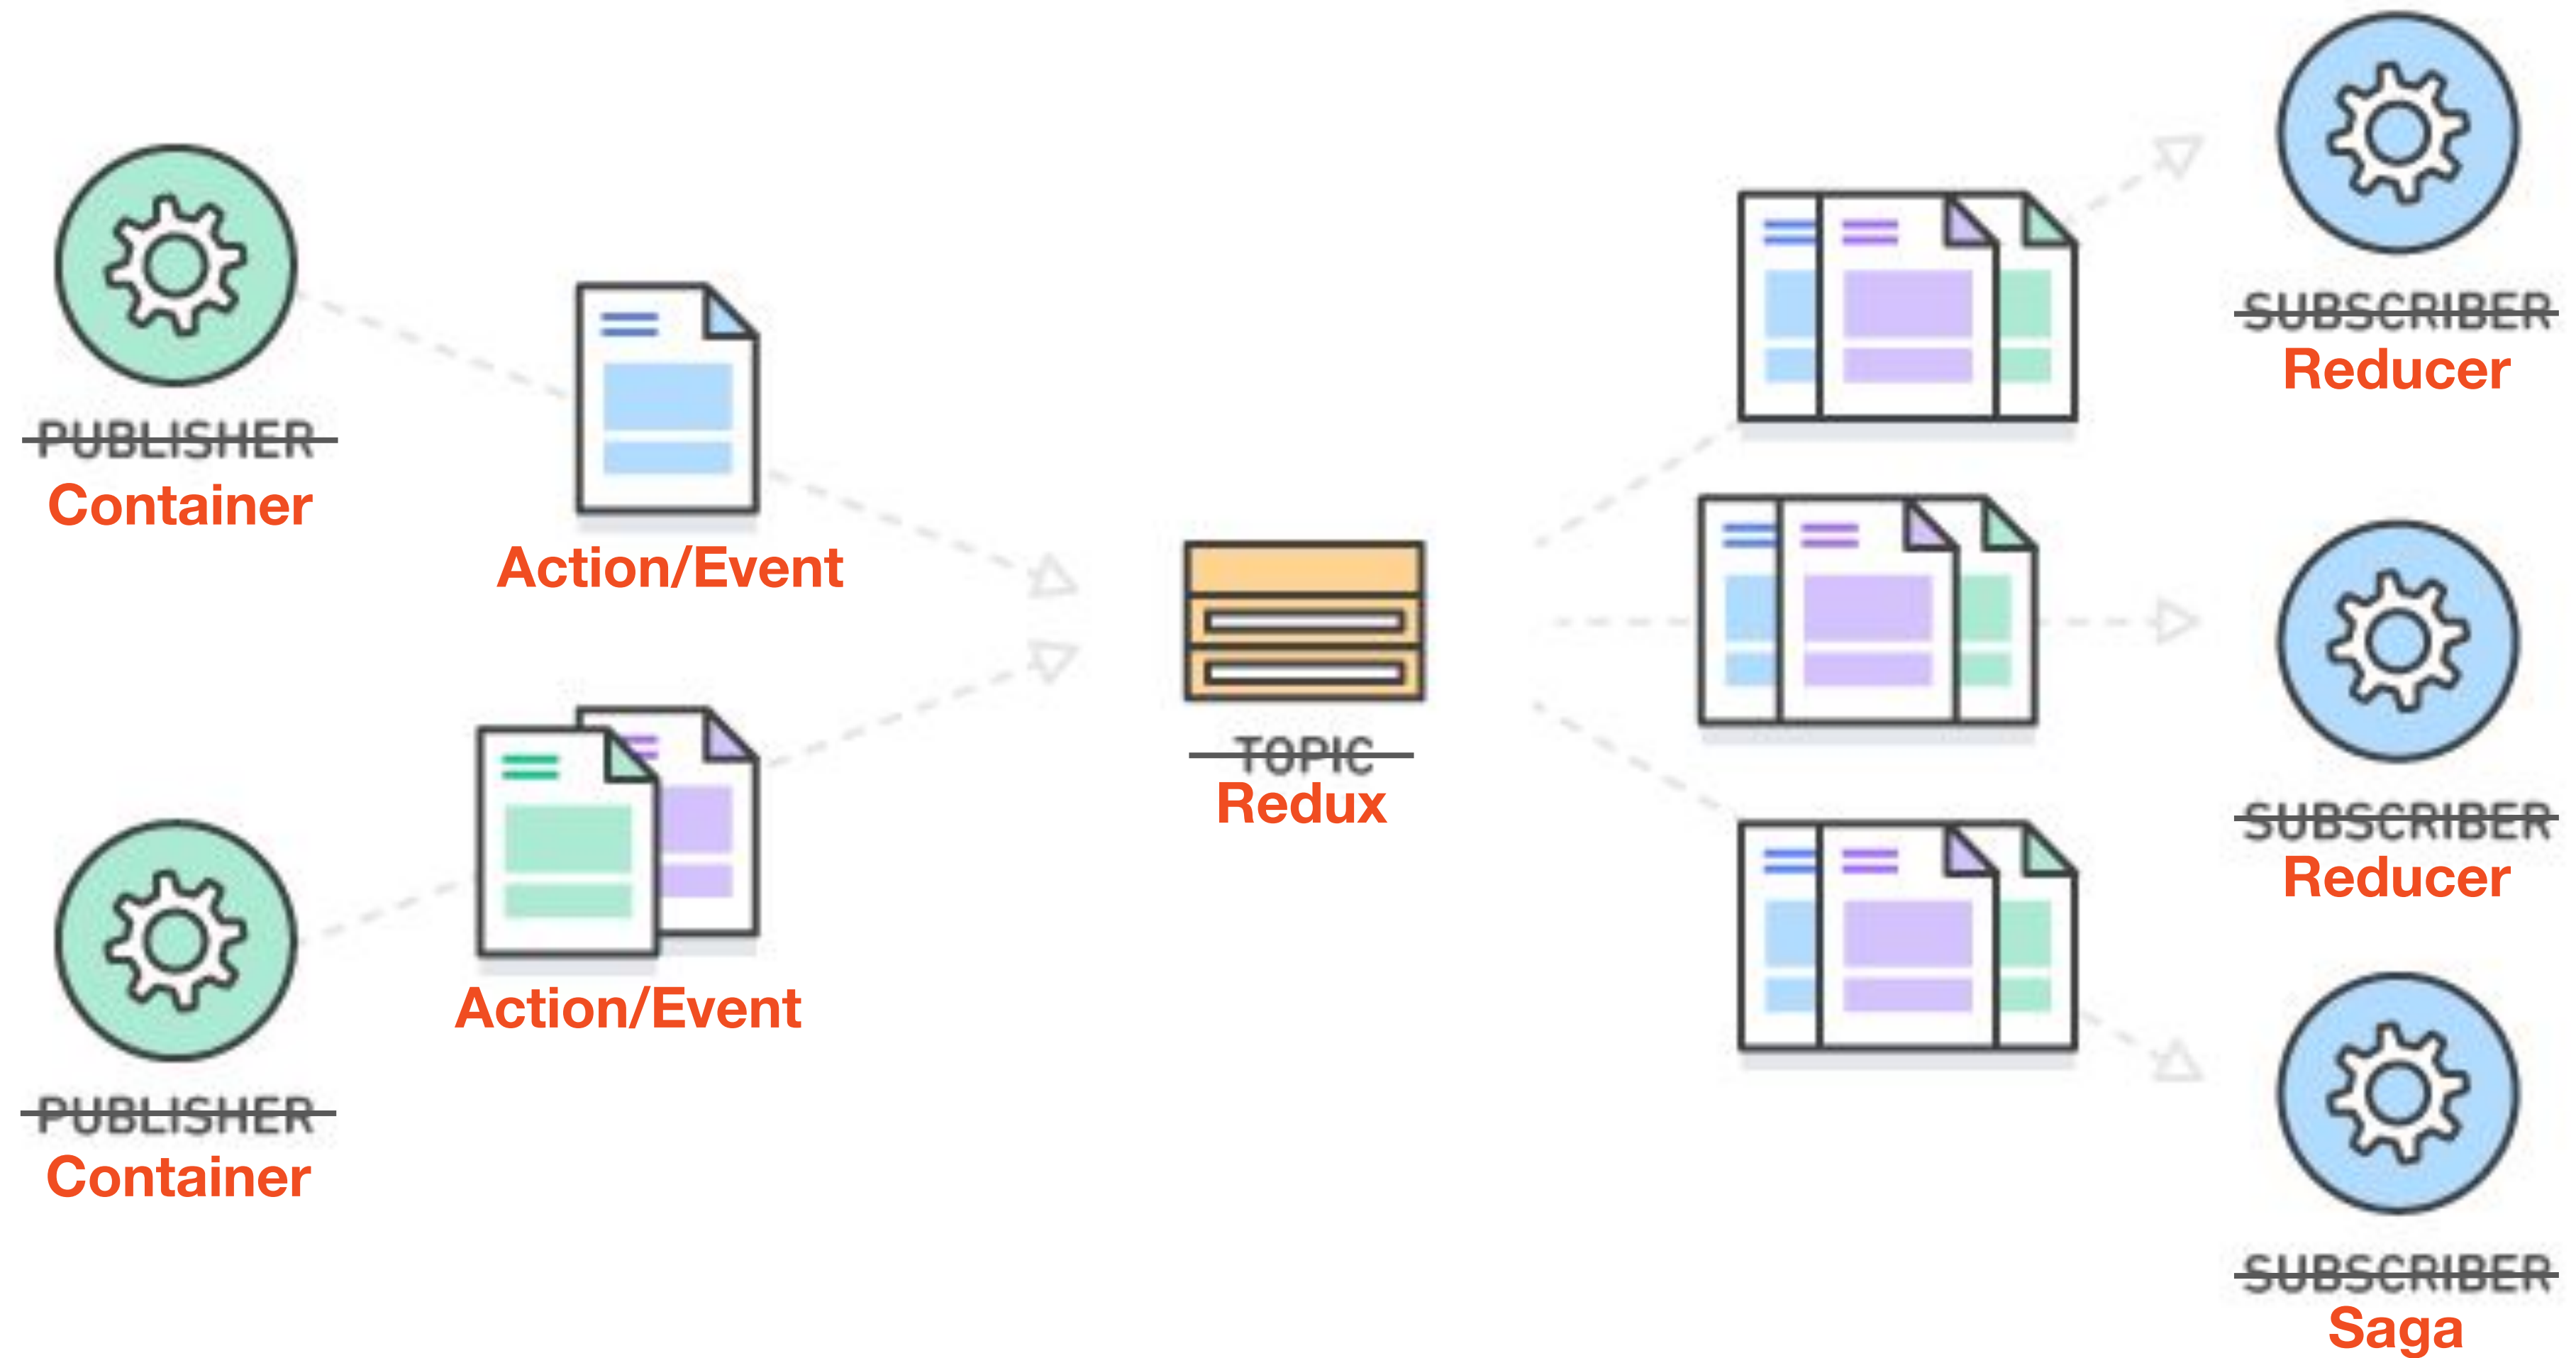 PUBLISHER
Container
Action/Event
PUBLISHER
Container
Action/Event
TOPIC
Redux
SUBSCRIBER
Reducer
SUBSCRIBER
Reducer
SUBSCRIBER
Saga